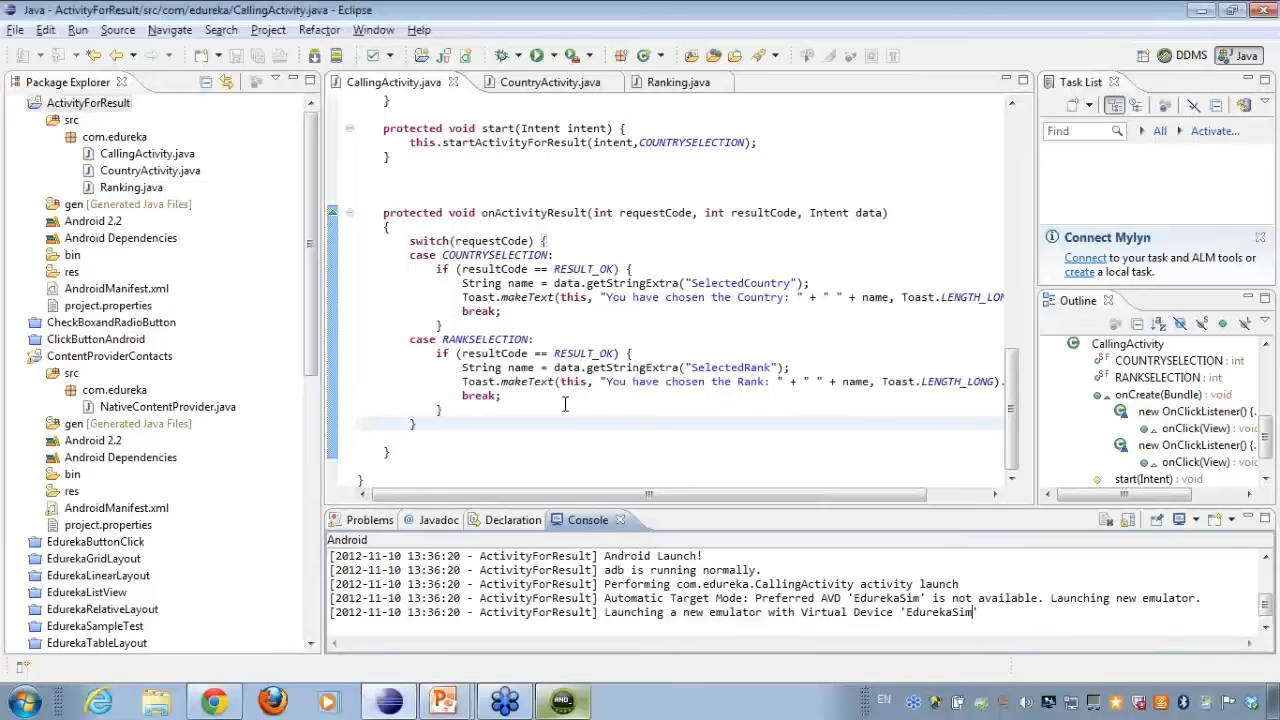 Java - ActivityForResult/src/com/edureka/CallingActivity.java - Eclipse
File Edit Run Source Navigate Search Project Refactor Window Help
DDMS Java
Package Explorer
ActivityForResult
src
com.edureka
CallingActivity.java
CountryActivity.java
Ranking.java
gen [Generated Java Files]
Android 2.2
Android Dependencies
bin
res
AndroidManifest.xml
project.properties
CheckBoxandRadioButton
ClickButtonAndroid
ContentProviderContacts
src
com.edureka
NativeContentProvider.java
gen [Generated Java Files]
Android 2.2
Android Dependencies
bin
res
AndroidManifest.xml
project.properties
EdurekaButtonClick
EdurekaGridLayout
EdurekaLinearLayout
EdurekaListView
EdurekaRelativeLayout
EdurekaSampleTest
EdurekaTableLayout
CallingActivity.java CountryActivity.java Ranking.java
}
protected void start(Intent intent) {
this.startActivityForResult(intent,COUNTRYSELECTION);
}
protected void onActivityResult(int requestCode, int resultCode, Intent data)
{
switch(requestCode) {
case COUNTRYSELECTION:
if (resultCode == RESULT_OK) {
String name = data.getStringExtra("SelectedCountry");
Toast.makeText(this, "You have chosen the Country: " + " " + name, Toast.LENGTH_LON
break;
}
case RANKSELECTION:
if (resultCode == RESULT_OK) {
String name = data.getStringExtra("SelectedRank");
Toast.makeText(this, "You have chosen the Rank: " + " " + name, Toast.LENGTH_LONG).
break;
}
}
}
}
Task List
Find All Activate...
Connect Mylyn
Connect to your task and ALM tools or
create a local task.
Outline
CallingActivity
COUNTRYSELECTION : int
RANKSELECTION : int
onCreate(Bundle) : void
new OnClickListener() {.
onClick(View) : voic
new OnClickListener() {.
onClick(View) : voic
start(Intent) : void
Problems Javadoc Declaration Console
Android
[2012-11-10 13:36:20 - ActivityForResult] Android Launch!
[2012-11-10 13:36:20 - ActivityForResult] adb is running normally.
[2012-11-10 13:36:20 - ActivityForResult] Performing com.edureka.CallingActivity activity launch
[2012-11-10 13:36:20 - ActivityForResult] Automatic Target Mode: Preferred AVD 'EdurekaSim' is not available. Launching new emulator.
[2012-11-10 13:36:20 - ActivityForResult] Launching a new emulator with Virtual Device 'EdurekaSim'
EN